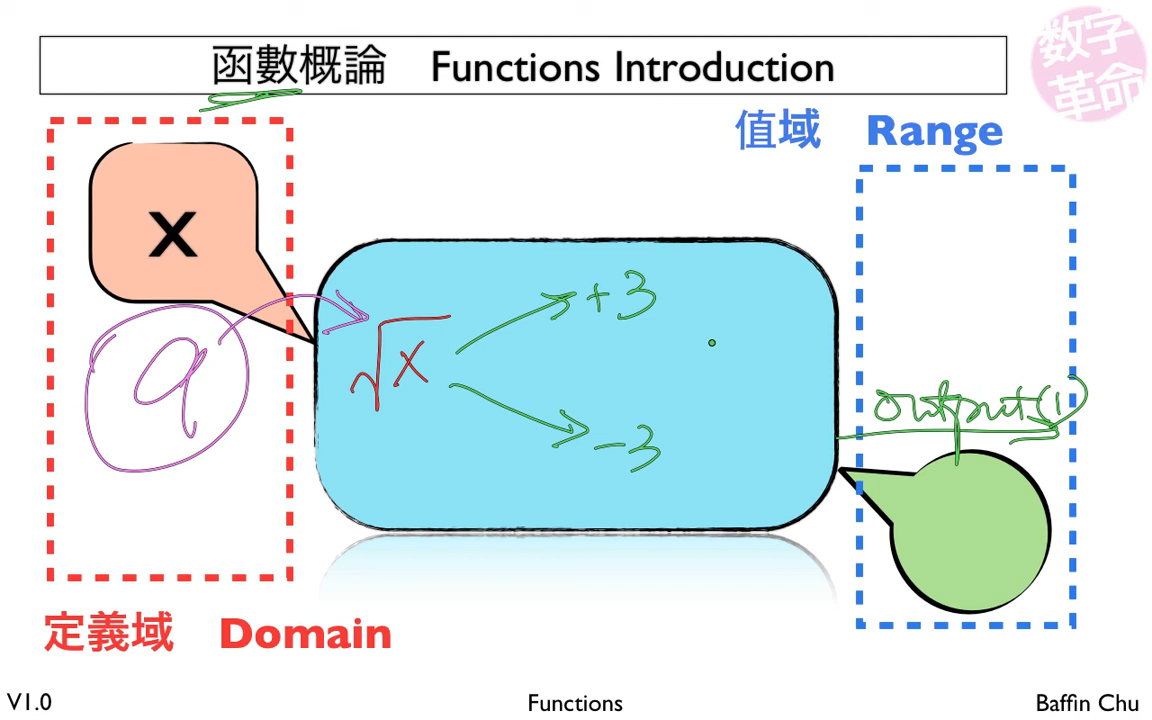 函數概論 Functions Introduction
数字
革命
值域 Range
x
9
√x
+3
-3
output(1)
定義域 Domain
V1.0
Functions
Baffin Chu